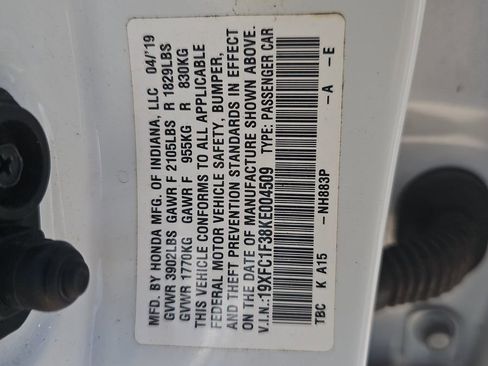 MFD. BY HONDA MFG. OF INDIANA, LLC 04/'19
GVWR 3902LBS GAWR F 2105LBS R 1829LBS
GVWR 1770KG GAWR F 955KG R 830KG
THIS VEHICLE CONFORMS TO ALL APPLICABLE
FEDERAL MOTOR VEHICLE SAFETY, BUMPER,
AND THEFT PREVENTION STANDARDS IN EFFECT
ON THE DATE OF MANUFACTURE SHOWN ABOVE.
V.I.N.:19XFC1F38KE004509 TYPE: PASSENGER CAR
TBC K A15 -NH883P -A -E